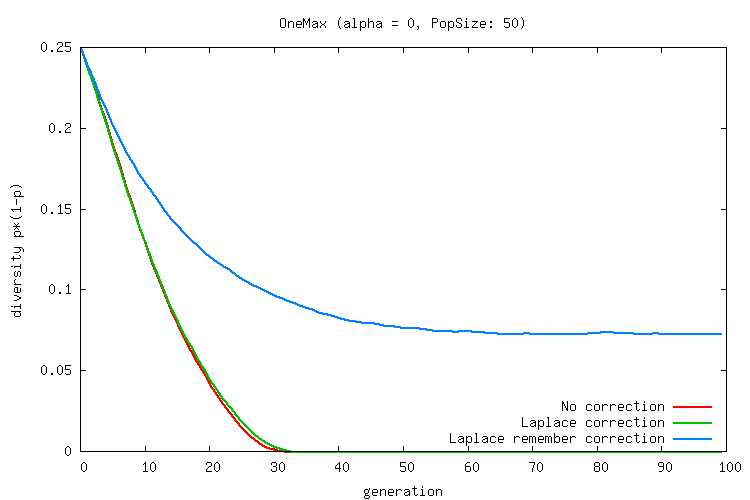 OneMax (alpha = 0, PopSize: 50)
0.25
0.2
0.15
0.1
0.05
0
diversity p*(1-p)
No correction
Laplace correction
Laplace remember correction
0 10 20 30 40 50 60 70 80 90 100
generation